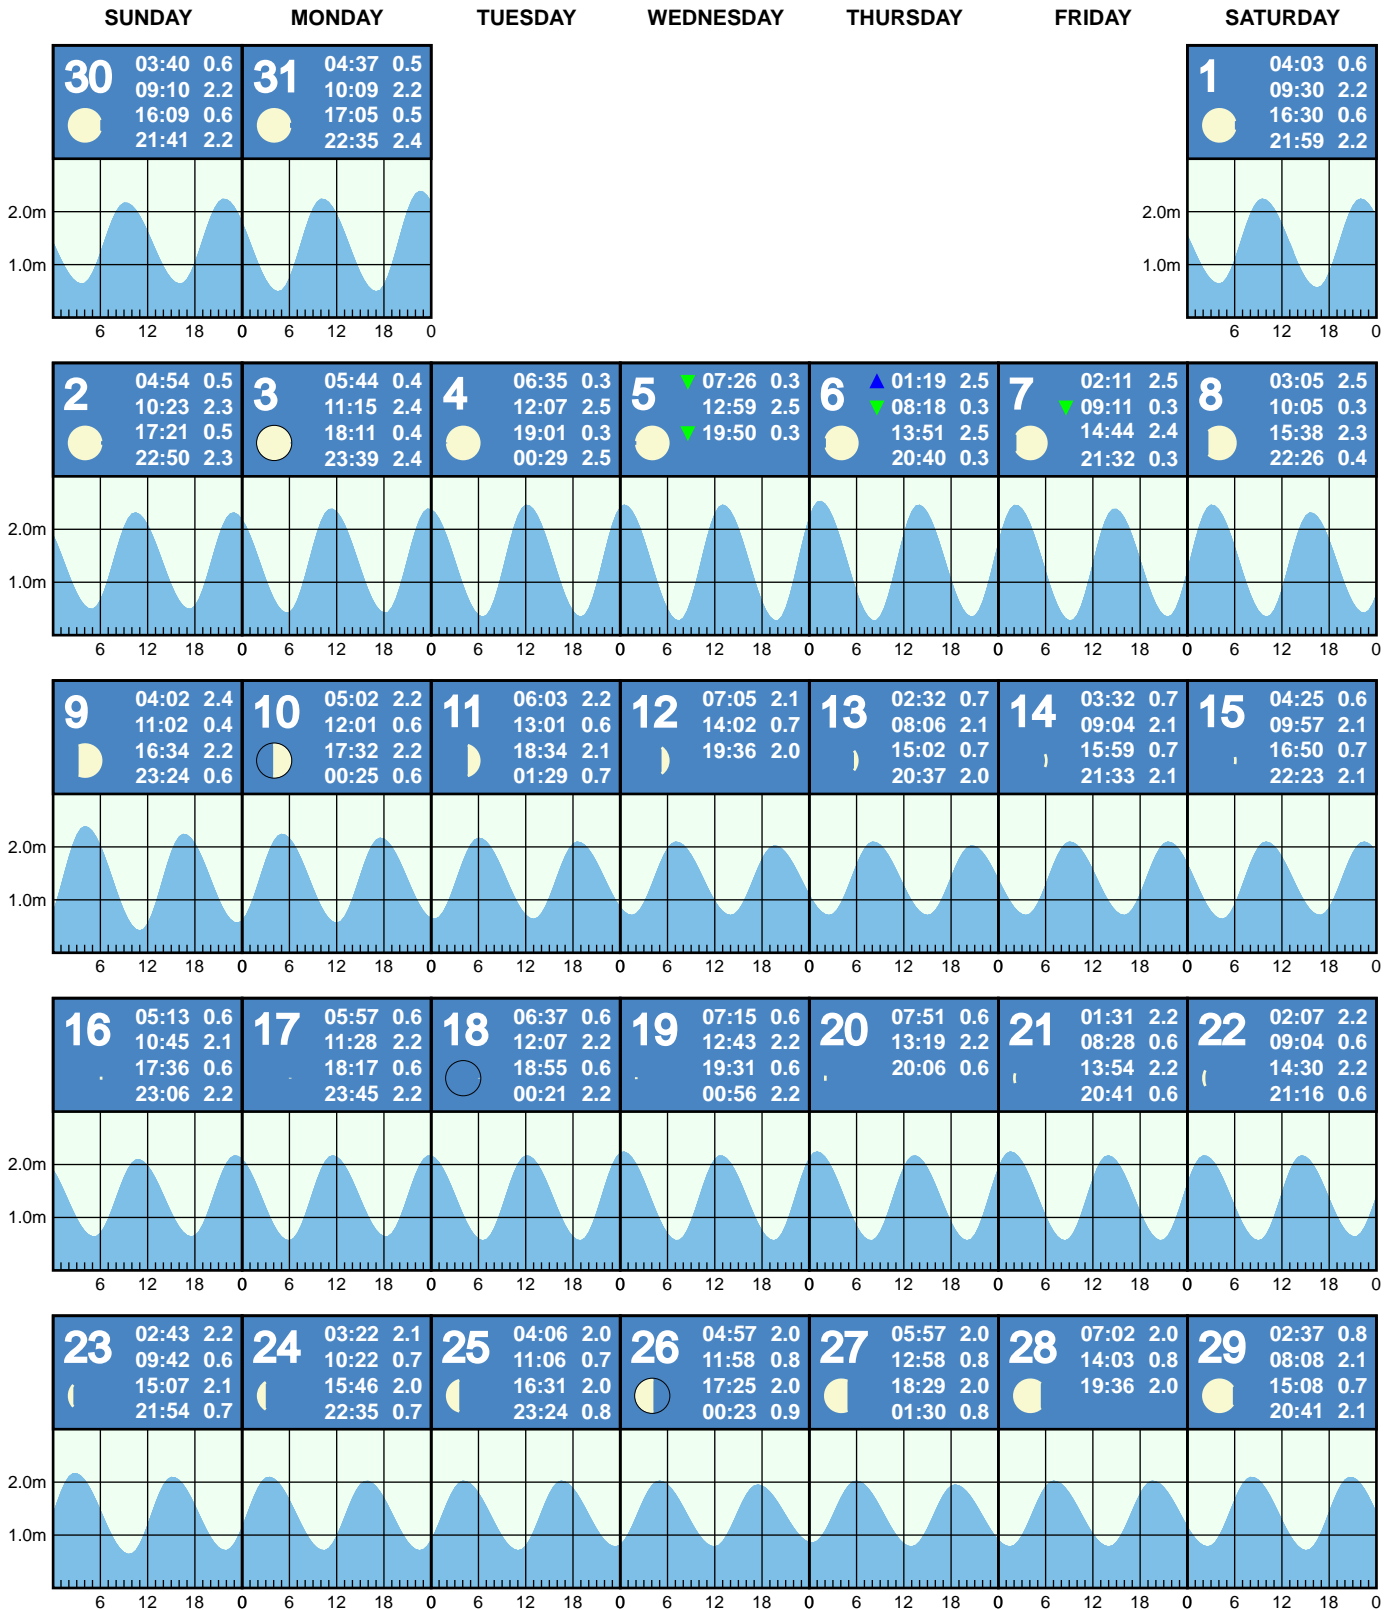 SUNDAY MONDAY TUESDAY WEDNESDAY THURSDAY FRIDAY SATURDAY
30 03:40 0.6
09:10 2.2
16:09 0.6
21:41 2.2
31 04:37 0.5
10:09 2.2
17:05 0.5
22:35 2.4
1 04:03 0.6
09:30 2.2
16:30 0.6
21:59 2.2
2.0m 2.0m
1.0m 1.0m
6 12 18 0 0 6 12 18 0 6 12 18 0
2 04:54 0.5
10:23 2.3
17:21 0.5
22:50 2.3
3 05:44 0.4
11:15 2.4
18:11 0.4
23:39 2.4
4 06:35 0.3
12:07 2.5
19:01 0.3
00:29 2.5
5 07:26 0.3
12:59 2.5
19:50 0.3
6 01:19 2.5
08:18 0.3
13:51 2.5
20:40 0.3
7 02:11 2.5
09:11 0.3
14:44 2.4
21:32 0.3
8 03:05 2.5
10:05 0.3
15:38 2.3
22:26 0.4
2.0m
1.0m
6 12 18 0 6 12 18 0 6 12 18 0 6 12 18 0 6 12 18 0 6 12 18 0 6 12 18 0
9 04:02 2.4
11:02 0.4
16:34 2.2
23:24 0.6
10 05:02 2.2
12:01 0.6
17:32 2.2
00:25 0.6
11 06:03 2.2
13:01 0.6
18:34 2.1
01:29 0.7
12 07:05 2.1
14:02 0.7
19:36 2.0
13 02:32 0.7
08:06 2.1
15:02 0.7
20:37 2.0
14 03:32 0.7
09:04 2.1
15:59 0.7
21:33 2.1
15 04:25 0.6
09:57 2.1
16:50 0.7
22:23 2.1
2.0m
1.0m
6 12 18 0 6 12 18 0 6 12 18 0 6 12 18 0 6 12 18 0 6 12 18 0 6 12 18 0
16 05:13 0.6
10:45 2.1
17:36 0.6
23:06 2.2
17 05:57 0.6
11:28 2.2
18:17 0.6
23:45 2.2
18 06:37 0.6
12:07 2.2
18:55 0.6
00:21 2.2
19 07:15 0.6
12:43 2.2
19:31 0.6
00:56 2.2
20 07:51 0.6
13:19 2.2
20:06 0.6
21 01:31 2.2
08:28 0.6
13:54 2.2
20:41 0.6
22 02:07 2.2
09:04 0.6
14:30 2.2
21:16 0.6
2.0m
1.0m
6 12 18 0 6 12 18 0 6 12 18 0 6 12 18 0 6 12 18 0 6 12 18 0 6 12 18 0
23 02:43 2.2
09:42 0.6
15:07 2.1
21:54 0.7
24 03:22 2.1
10:22 0.7
15:46 2.0
22:35 0.7
25 04:06 2.0
11:06 0.7
16:31 2.0
23:24 0.8
26 04:57 2.0
11:58 0.8
17:25 2.0
00:23 0.9
27 05:57 2.0
12:58 0.8
18:29 2.0
01:30 0.8
28 07:02 2.0
14:03 0.8
19:36 2.0
29 02:37 0.8
08:08 2.1
15:08 0.7
20:41 2.1
2.0m
1.0m
6 12 18 0 6 12 18 0 6 12 18 0 6 12 18 0 6 12 18 0 6 12 18 0 6 12 18 0